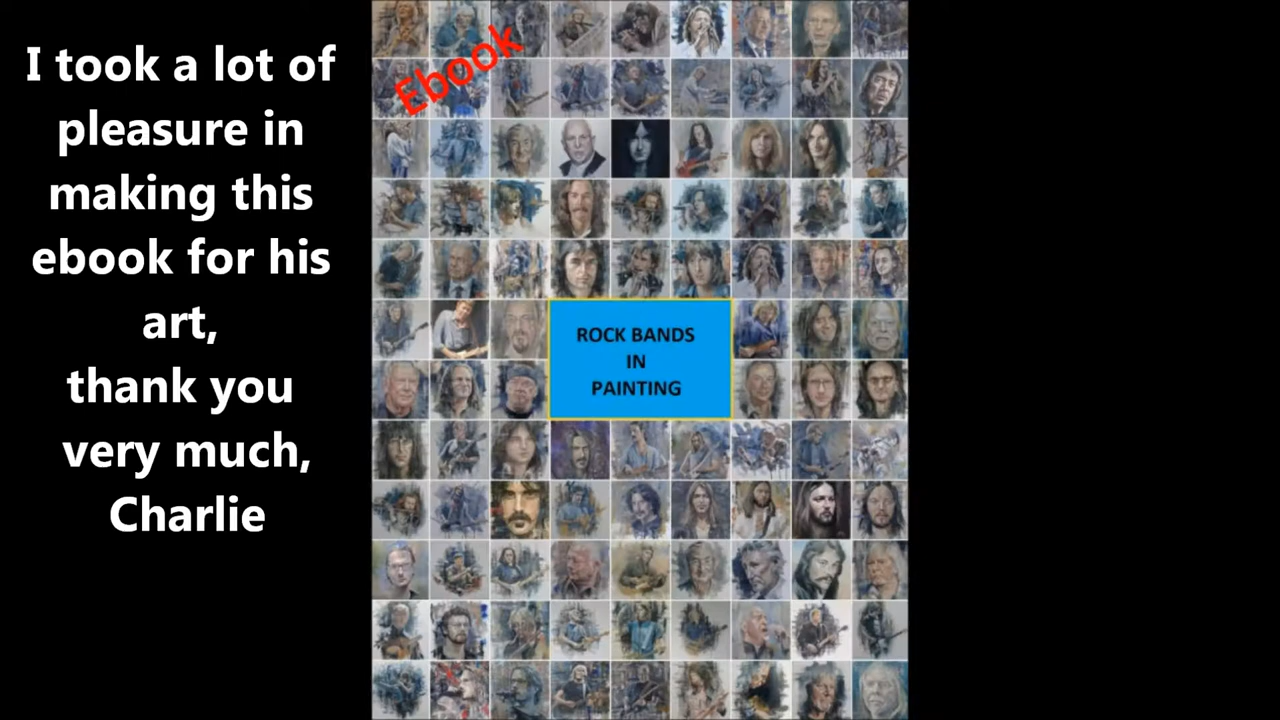 I took a lot of
pleasure in
making this
ebook for his
art,
thank you
very much,
Charlie
Ebook
ROCK BANDS
IN
PAINTING